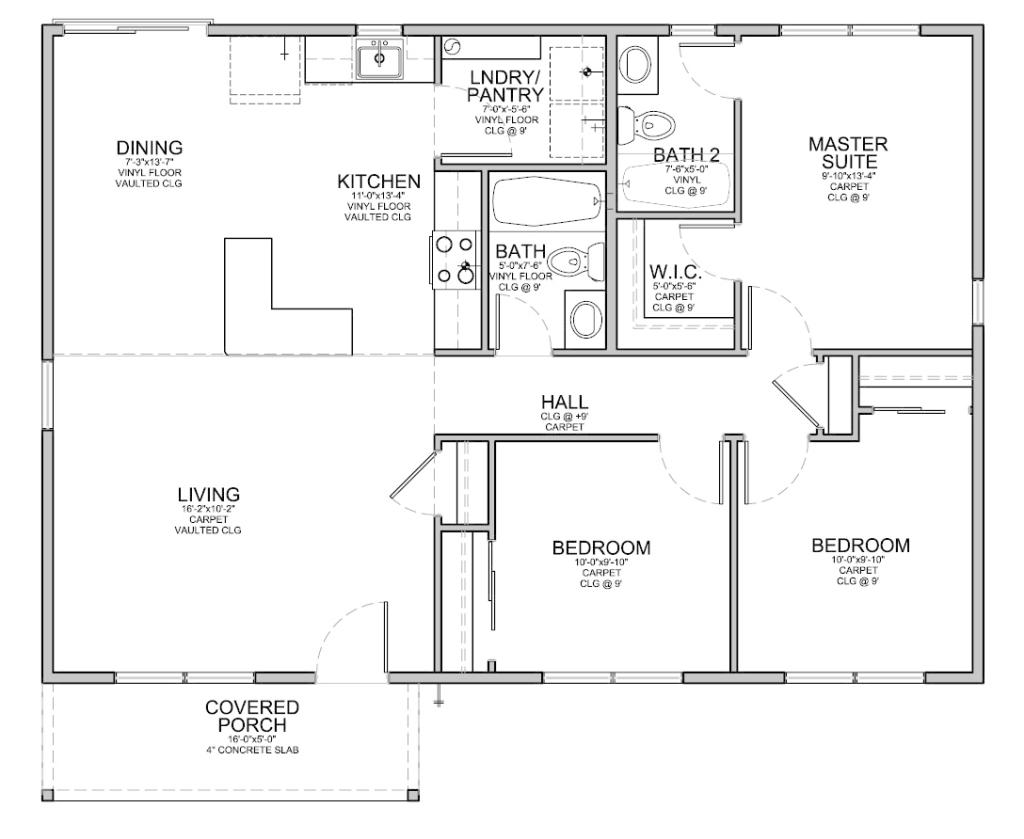 DINING
7'-3"x13'-7"
VINYL FLOOR
VAULTED CLG
KITCHEN
11'-0"x13'-4"
VINYL FLOOR
VAULTED CLG
LNDRY/
PANTRY
7'-0"x'-5'-6"
VINYL FLOOR
CLG @ 9'
BATH 2
7'-6"x5'-0"
VINYL
CLG @ 9'
MASTER
SUITE
9'-10"x13'-4"
CARPET
CLG @ 9'
BATH
5'-0"x7'-6"
VINYL FLOOR
CLG @ 9'
W.I.C.
5'-0"x5'-6"
CARPET
CLG @ 9'
HALL
CLG @ +9'
CARPET
LIVING
16'-2"x10'-2"
CARPET
VAULTED CLG
BEDROOM
10'-0"x9'-10"
CARPET
CLG @ 9'
BEDROOM
10'-0"x9'-10"
CARPET
CLG @ 9'
COVERED
PORCH
16'-0"x5'-0"
4" CONCRETE SLAB